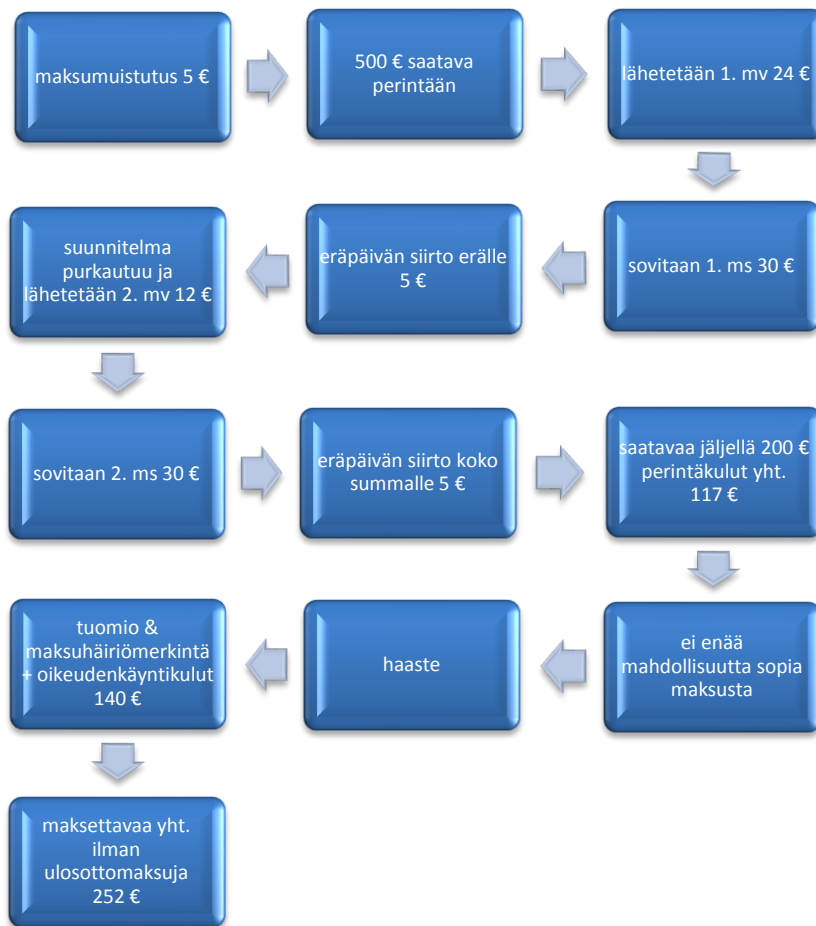 maksumuistutus 5 €
500 € saatava
perintään
lähetetään 1. mv 24 €
sovitaan 1. ms 30 €
eräpäivän siirto erälle
5 €
suunnitelma
purkautuu ja
lähetetään 2. mv 12 €
sovitaan 2. ms 30 €
eräpäivän siirto koko
summalle 5 €
saatavaa jäljellä 200 €
perintäkulut yht.
117 €
ei enää
mahdollisuutta sopia
maksusta
haaste
tuomio &
maksuhäiriömerkintä
+ oikeudenkäyntikulut
140 €
maksettavaa yht.
ilman
ulosottomaksuja
252 €